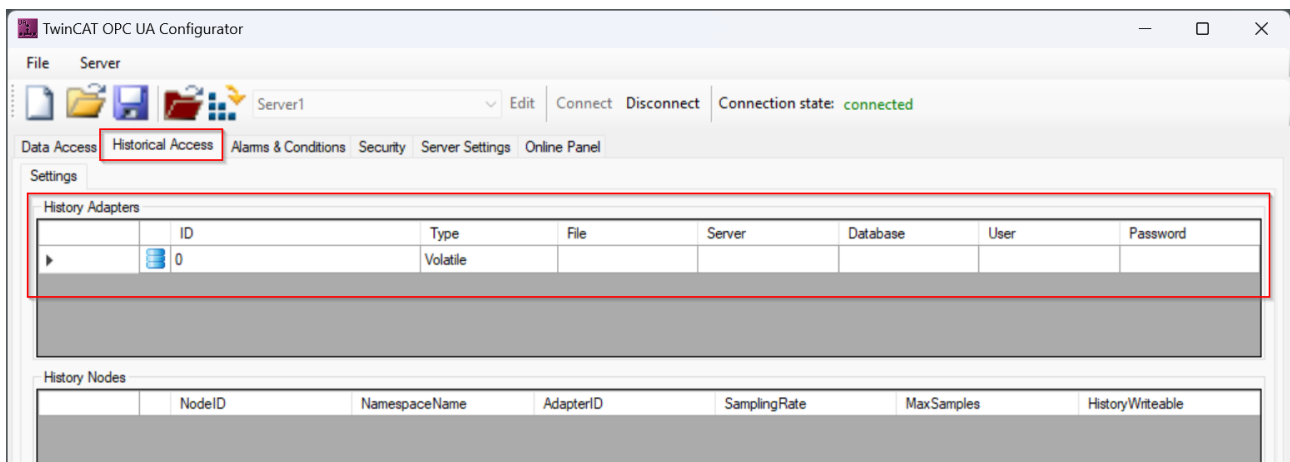 TwinCAT OPC UA Configurator
File Server
Server1 Edit Connect Disconnect Connection state: connected
Data Access Historical Access Alarms & Conditions Security Server Settings Online Panel
Settings
History Adapters
ID Type File Server Database User Password
0 Volatile
History Nodes
NodeID NamespaceName AdapterID SamplingRate MaxSamples HistoryWriteable